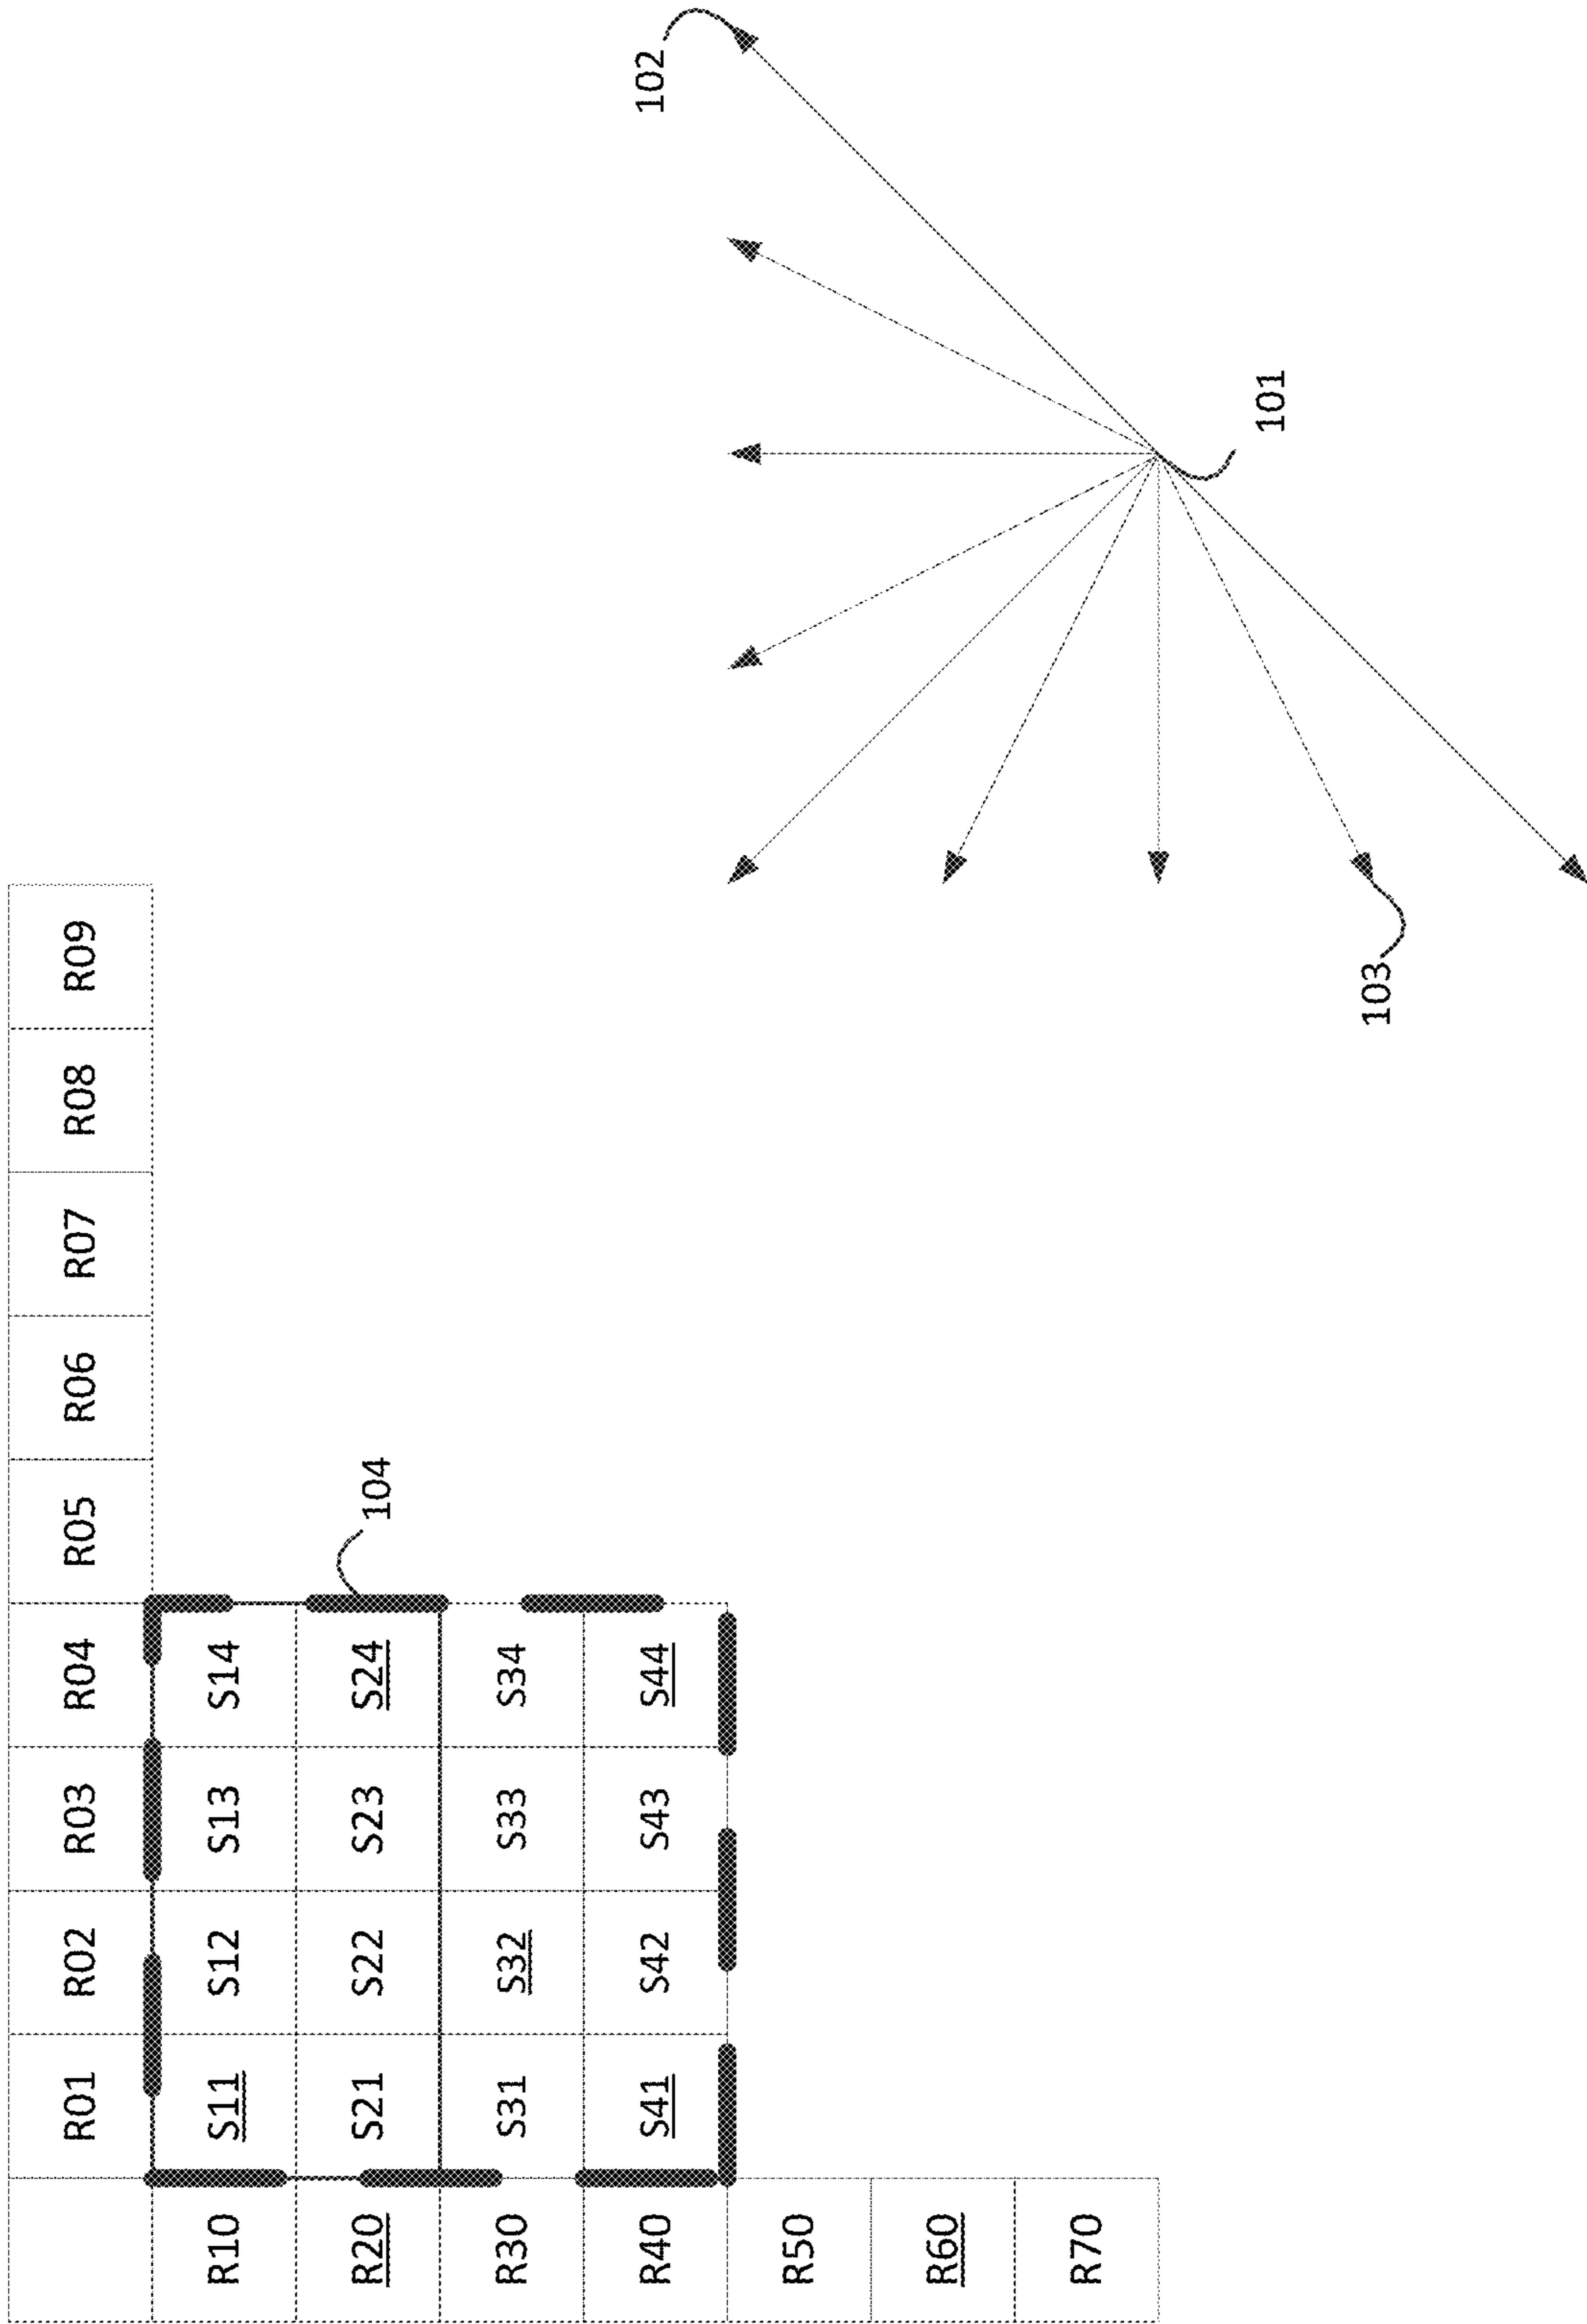 R01 R02 R03 R04 R05 R06 R07 R08 R09
R10 S11 S12 S13 S14
R20 S21 S22 S23 S24
104
R30 S31 S32 S33 S34
R40 S41 S42 S43 S44
102
R50
R60
R70
101
103